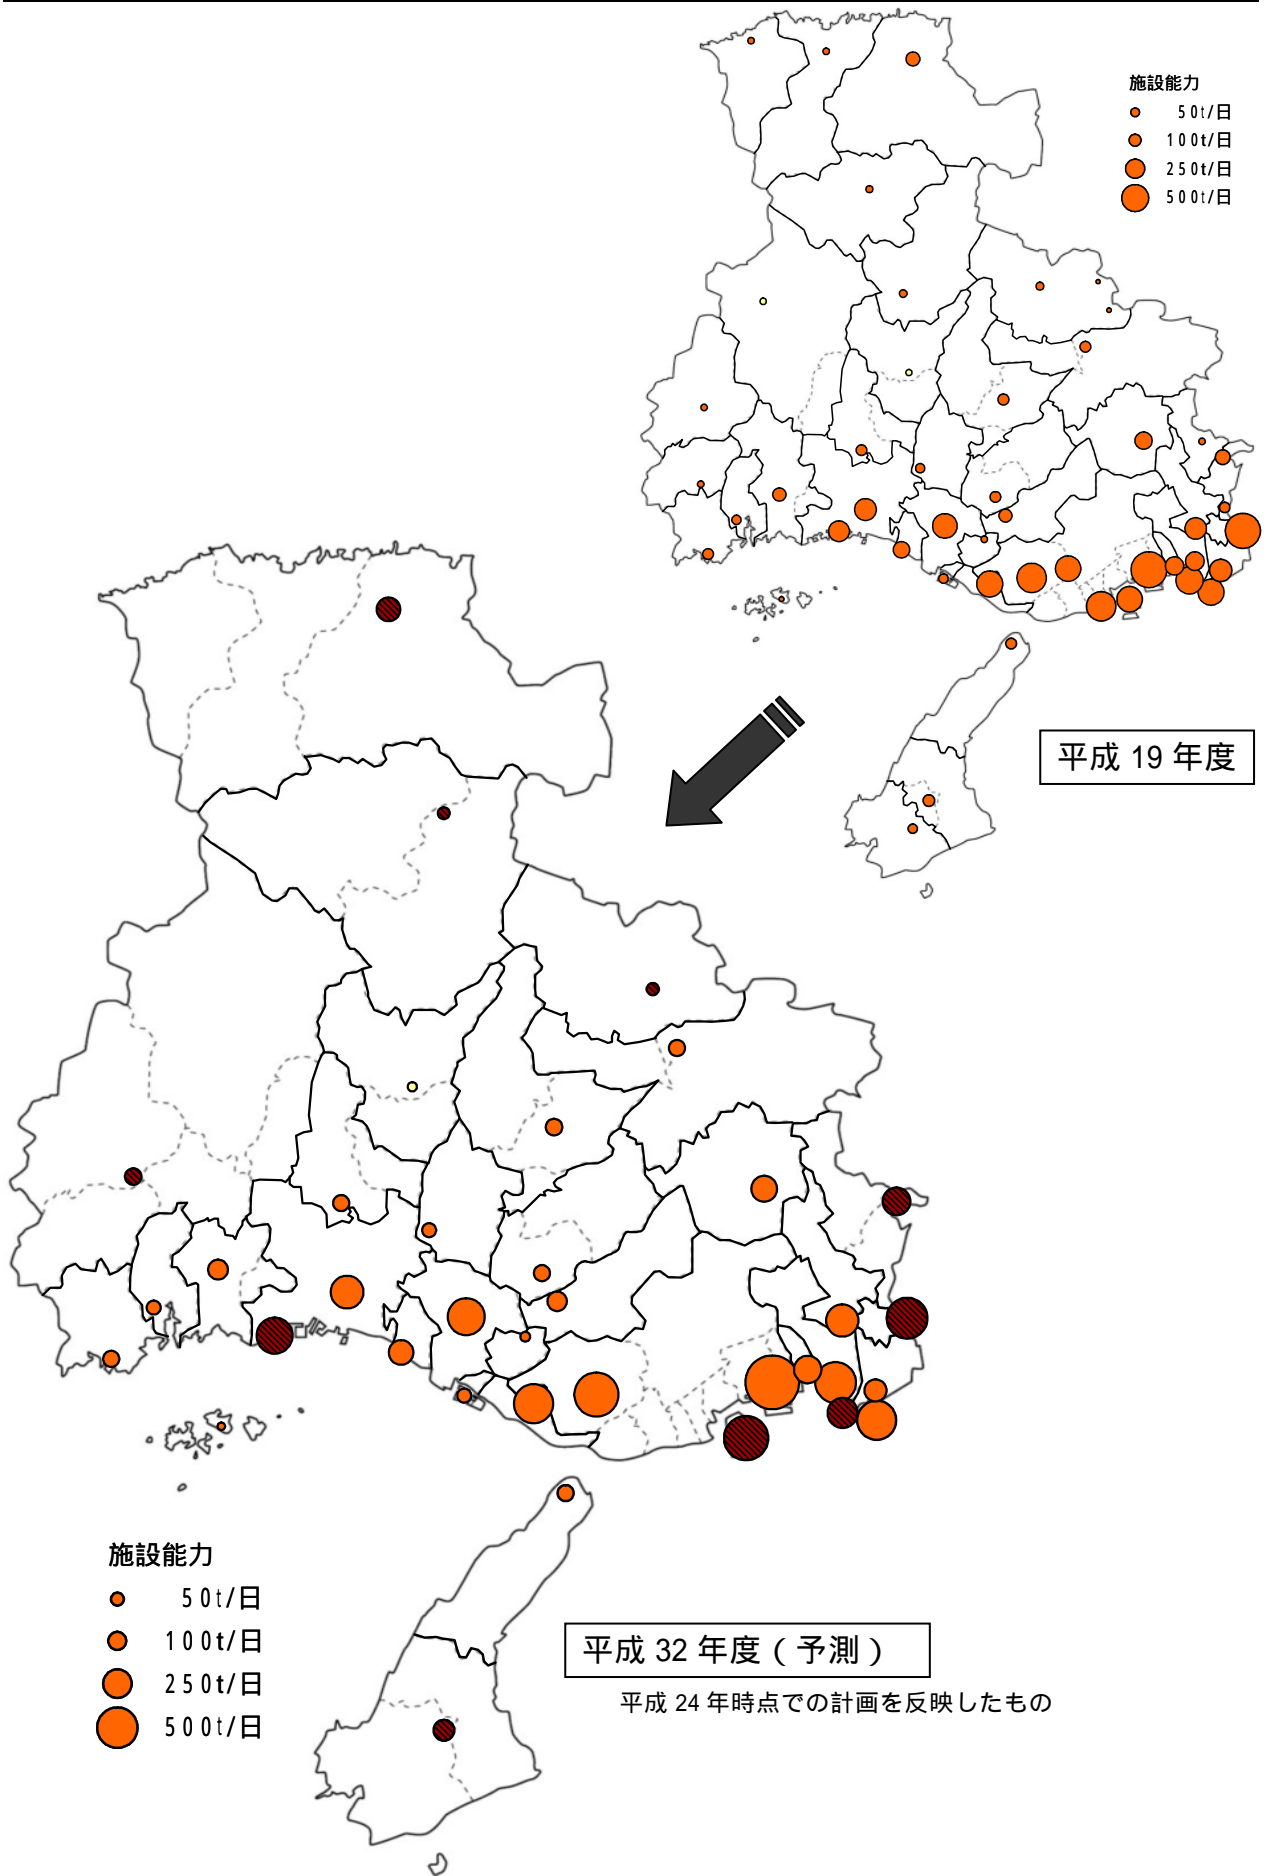 施設能力
50t/日
100t/日
250t/日
500t/日
平成 19 年度
施設能力
50t/日
100t/日
250t/日
500t/日
平成 32 年度（予測）
平成 24 年時点での計画を反映したもの